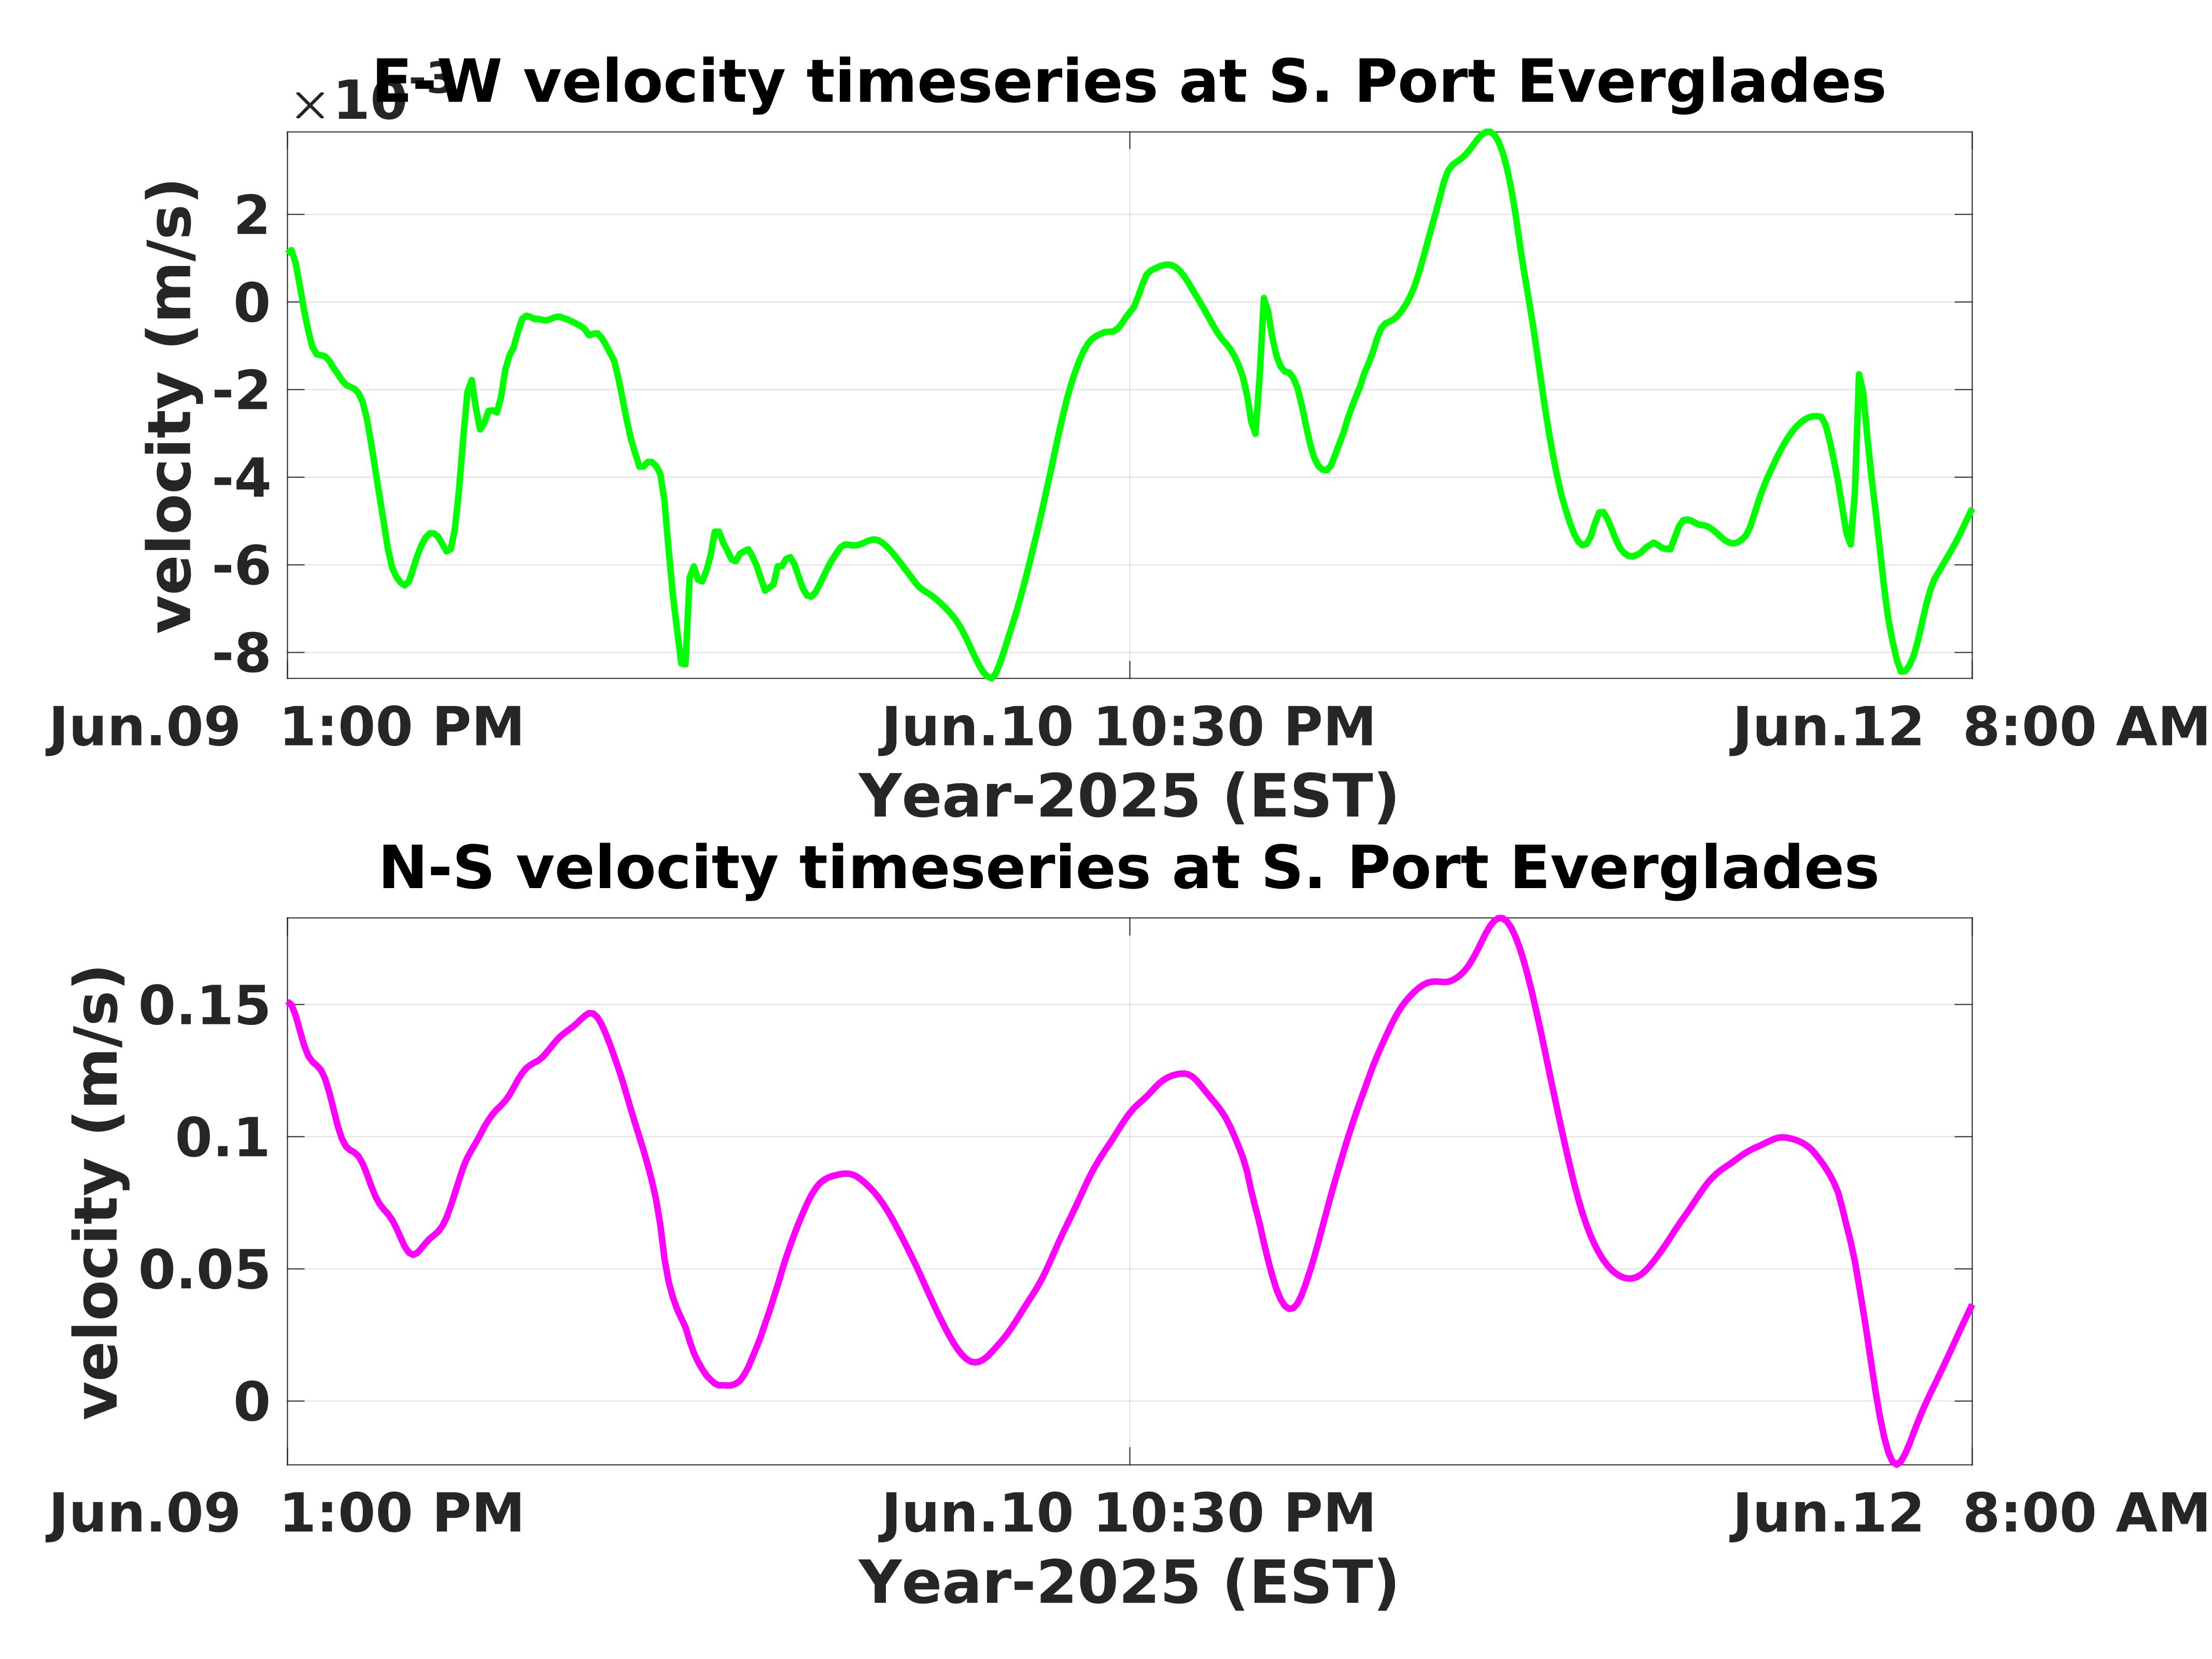 E-W velocity timeseries at S. Port Everglades
×10-3
velocity (m/s)
2
0
-2
-4
-6
-8
Jun.09 1:00 PM Jun.10 10:30 PM Jun.12 8:00 AM
Year-2025 (EST)
N-S velocity timeseries at S. Port Everglades
velocity (m/s)
0.15
0.1
0.05
0
Jun.09 1:00 PM Jun.10 10:30 PM Jun.12 8:00 AM
Year-2025 (EST)